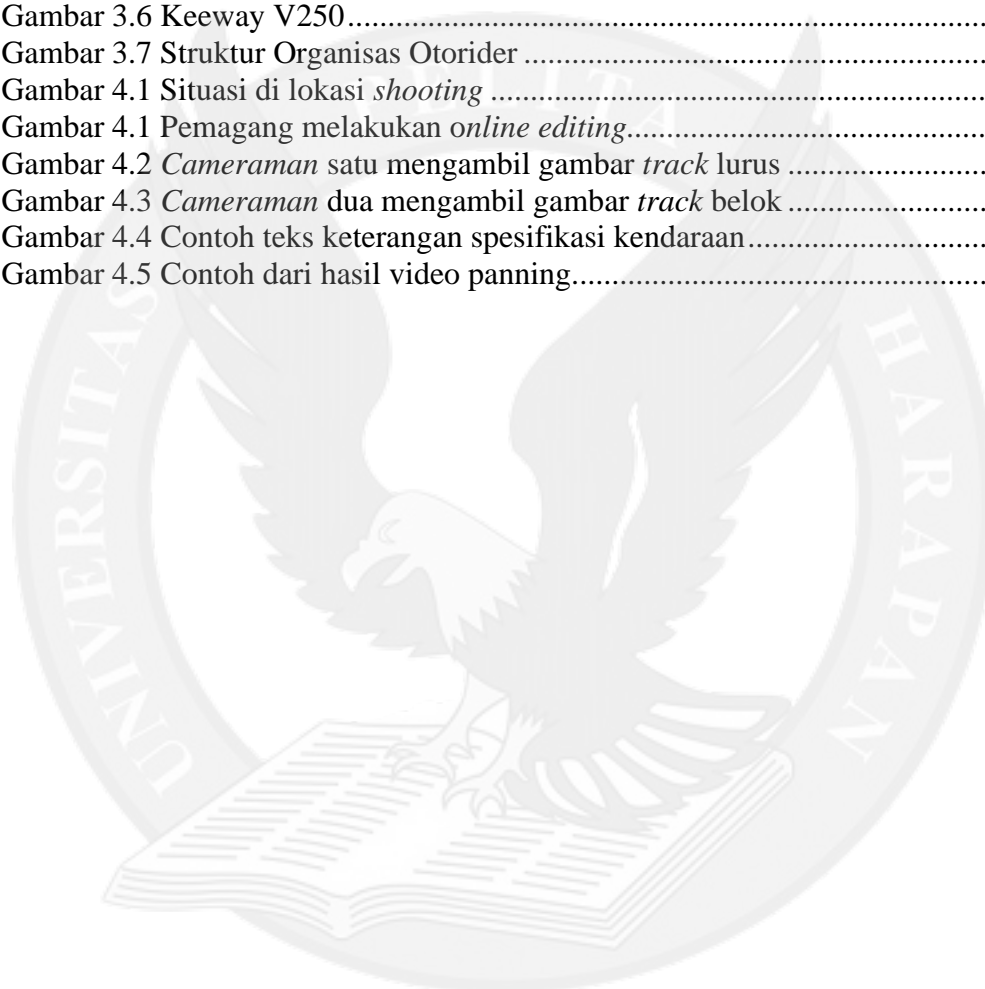 Gambar 3.6 Keeway V250..........................................................................
Gambar 3.7 Struktur Organisas Otorider ....................................................
Gambar 4.1 Situasi di lokasi shooting ........................................................
Gambar 4.1 Pemagang melakukan online editing.........................................
Gambar 4.2 Cameraman satu mengambil gambar track lurus ......................
Gambar 4.3 Cameraman dua mengambil gambar track belok ......................
Gambar 4.4 Contoh teks keterangan spesifikasi kendaraan...........................
Gambar 4.5 Contoh dari hasil video panning...............................................
UNIVERSITAS PELITA HARAPAN